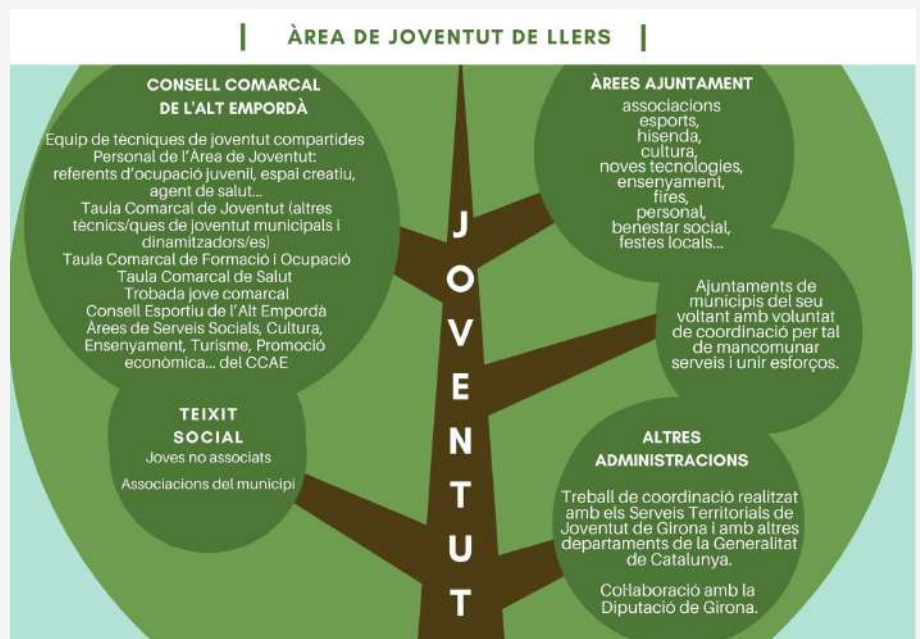 ÀREA DE JOVENTUT DE LLERS
CONSELL COMARCAL
DE L'ALT EMPORDÀ
Equip de tècniques de joventut compartides
Personal de l'Àrea de Joventut:
referents d'ocupació juvenil, espai creatiu,
agent de salut...
Taula Comarcal de Joventut (altres
tècnics/ques de joventut municipals i
dinamitzadors/es)
Taula Comarcal de Formació i Ocupació
Taula Comarcal de Salut
Trobada jove comarcal
Consell Esportiu de l'Alt Empordà
Àrees de Serveis Socials, Cultura,
Ensenyament, Turisme, Promoció
econòmica... del CCAE
TEIXIT
SOCIAL
Joves no associats
Associacions del municipi
J
O
V
E
N
T
U
T
ÀREES AJUNTAMENT
associacions
esports,
hisenda,
cultura,
noves tecnologies,
ensenyament,
fires,
personal,
benestar social,
festes locals...
Ajuntaments de
municipis del seu
voltant amb voluntat
de coordinació per tal
de mancomunar
serveis i unir esforços.
ALTRES
ADMINISTRACIONS
Treball de coordinació realitzat
amb els Serveis Territorials de
Joventut de Girona i amb altres
departaments de la Generalitat
de Catalunya.
Col·laboració amb la
Diputació de Girona.